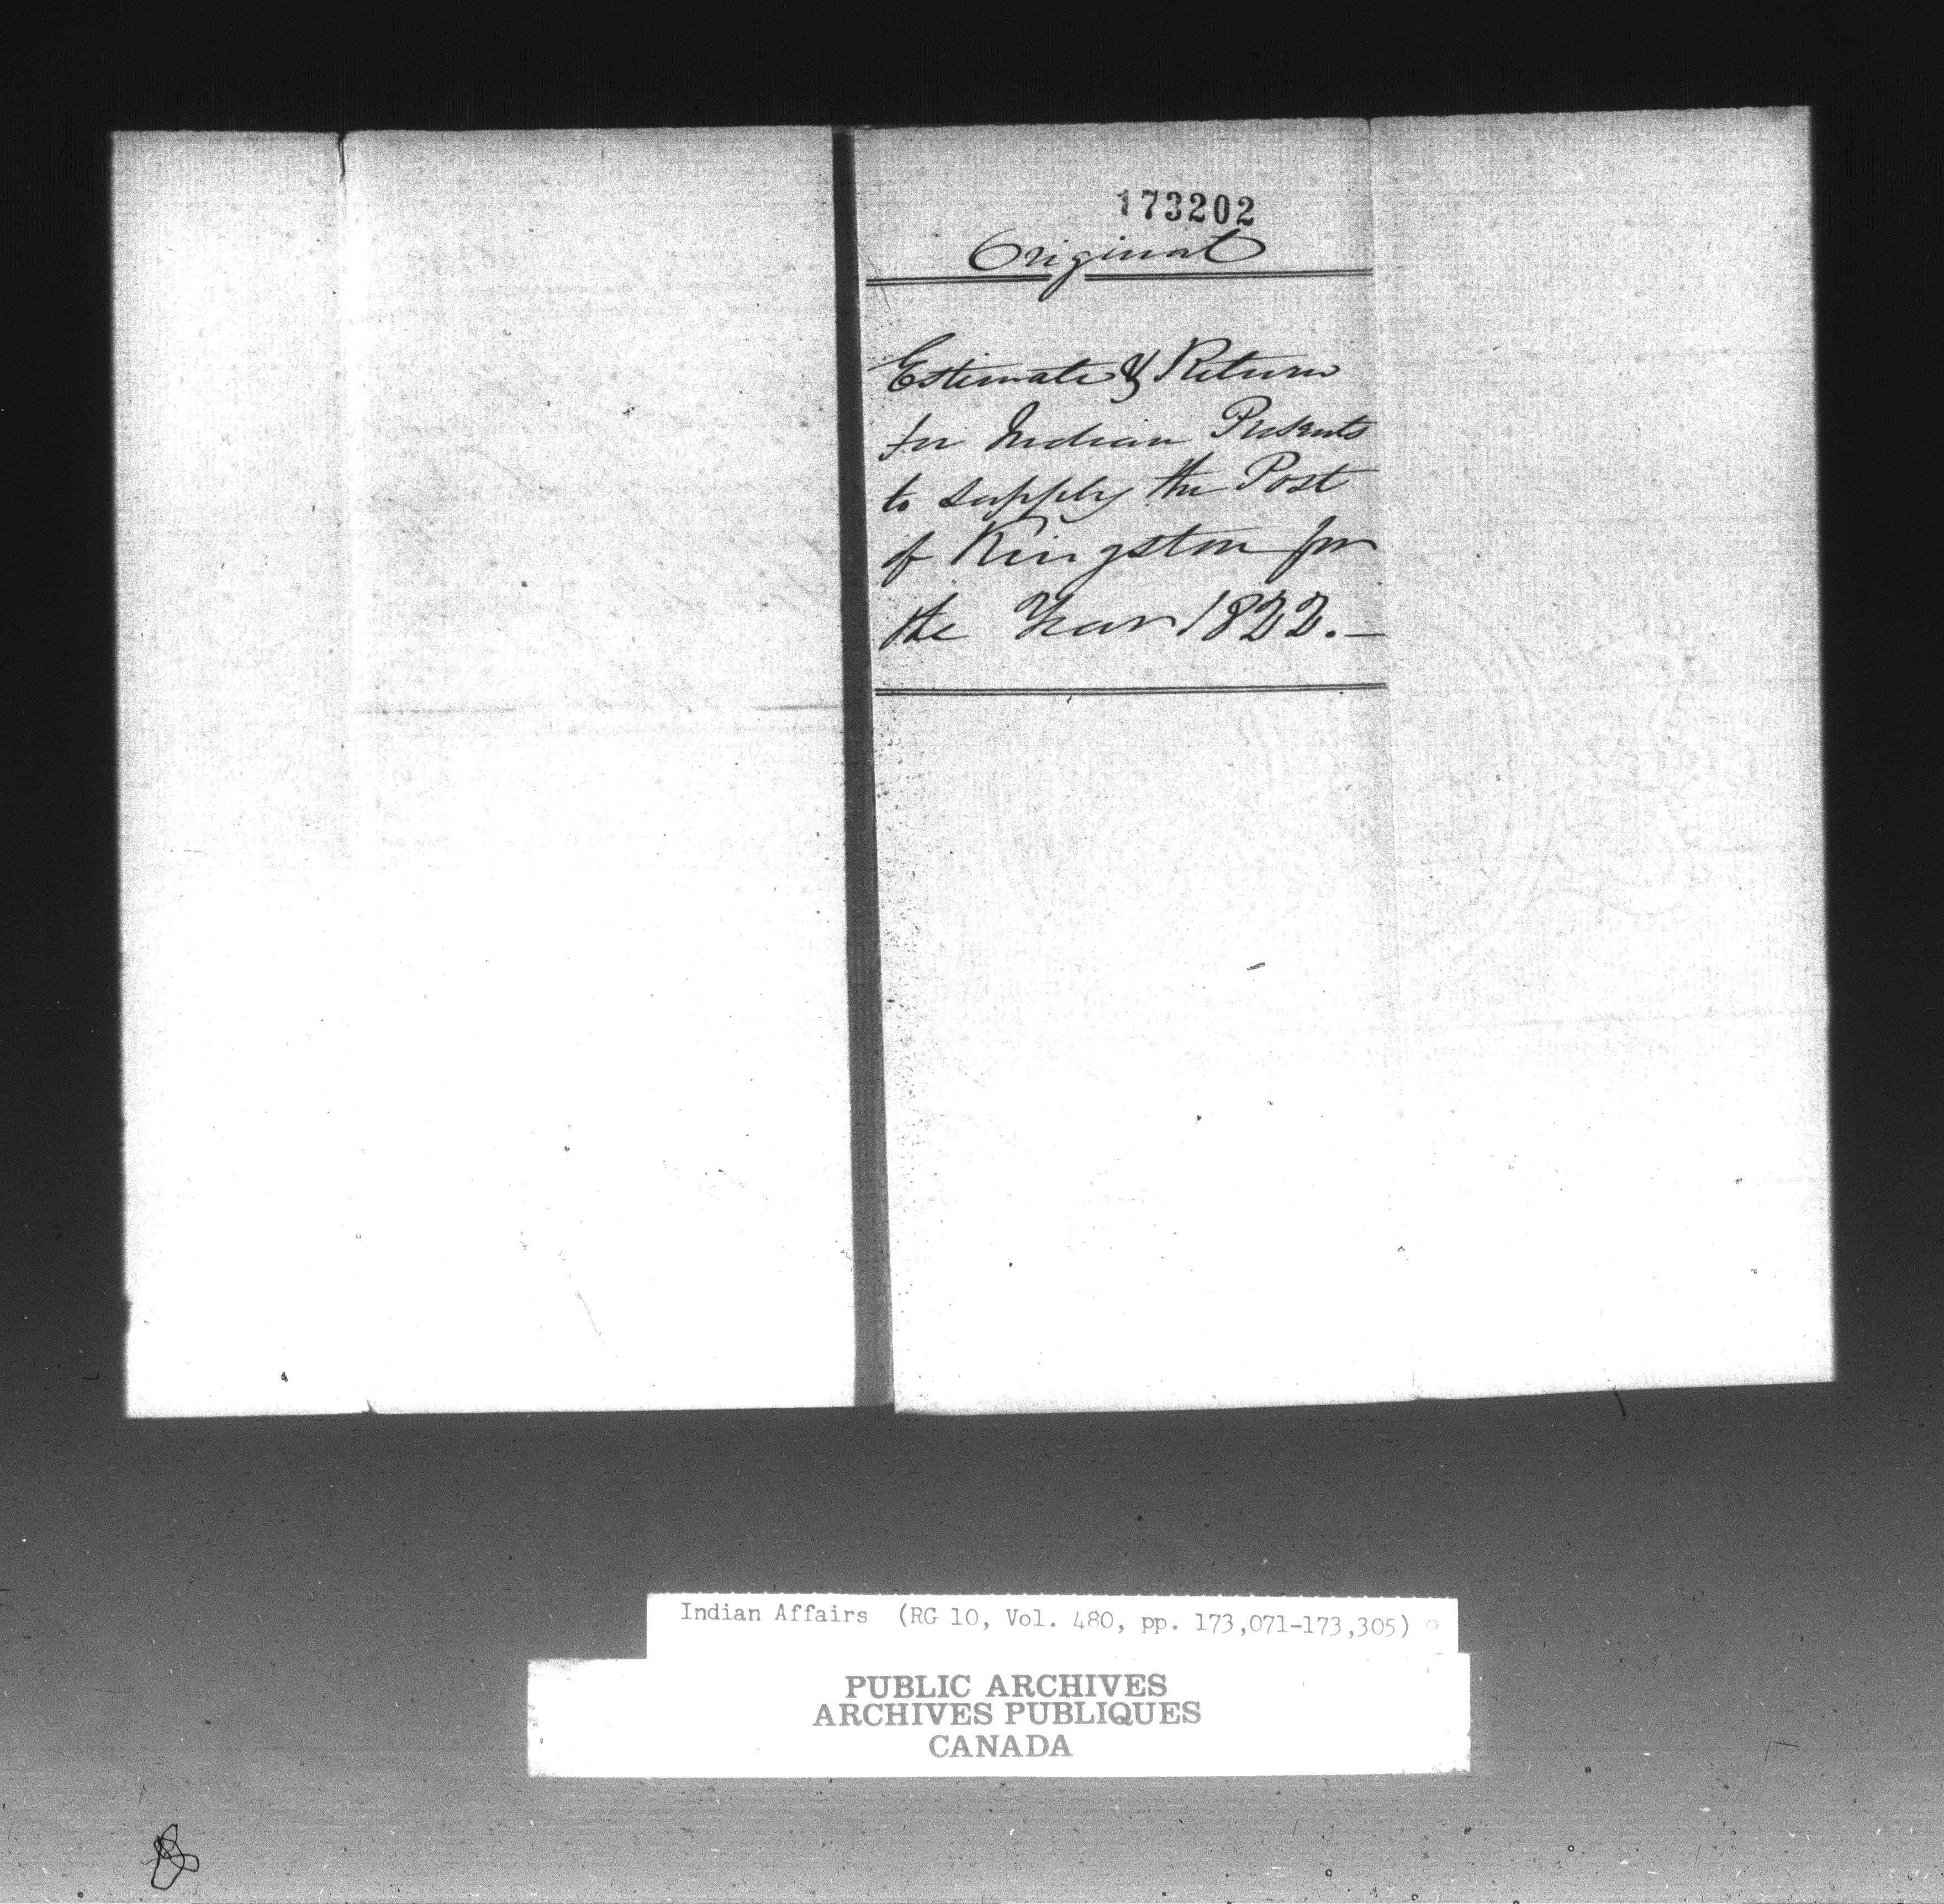 173202
Original
Estimate & Return
for Indian Presents
to supply the Post
of Kingston for
the Year 1822.—
Indian Affairs (RG 10, Vol. 480, pp. 173,071-173,305)
PUBLIC ARCHIVES
ARCHIVES PUBLIQUES
CANADA